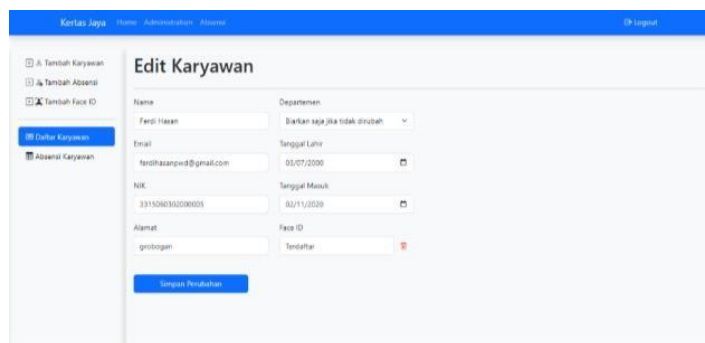 Kertas Jaya Home Administration Absensi Logout
Tambah Karyawan
Tambah Absensi
Tambah Face ID
Daftar Karyawan
Absensi Karyawan
Edit Karyawan
Nama Departemen
Ferdi Hasan Biarkan saja jika tidak dirubah
Email Tanggal Lahir
ferdihasanpwd@gmail.com 03/07/2000
NIK Tanggal Masuk
3315060302000005 02/11/2020
Alamat Face ID
grobogan Terdaftar
Simpan Perubahan